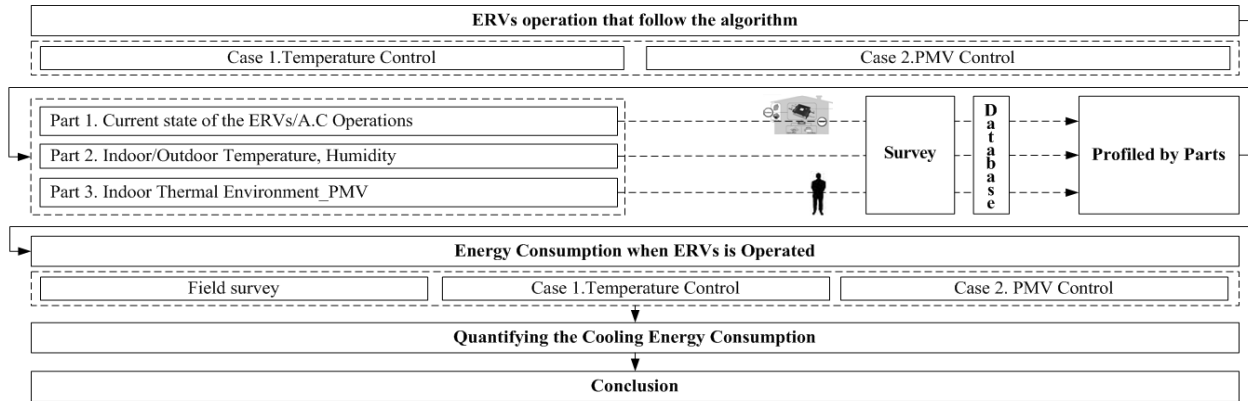 ERVs operation that follow the algorithm
Case 1.Temperature Control
Case 2.PMV Control
Part 1. Current state of the ERVs/A.C Operations
Part 2. Indoor/Outdoor Temperature, Humidity
Part 3. Indoor Thermal Environment_PMV
Survey
Database
Profiled by Parts
Energy Consumption when ERVs is Operated
Field survey
Case 1.Temperature Control
Case 2. PMV Control
Quantifying the Cooling Energy Consumption
Conclusion